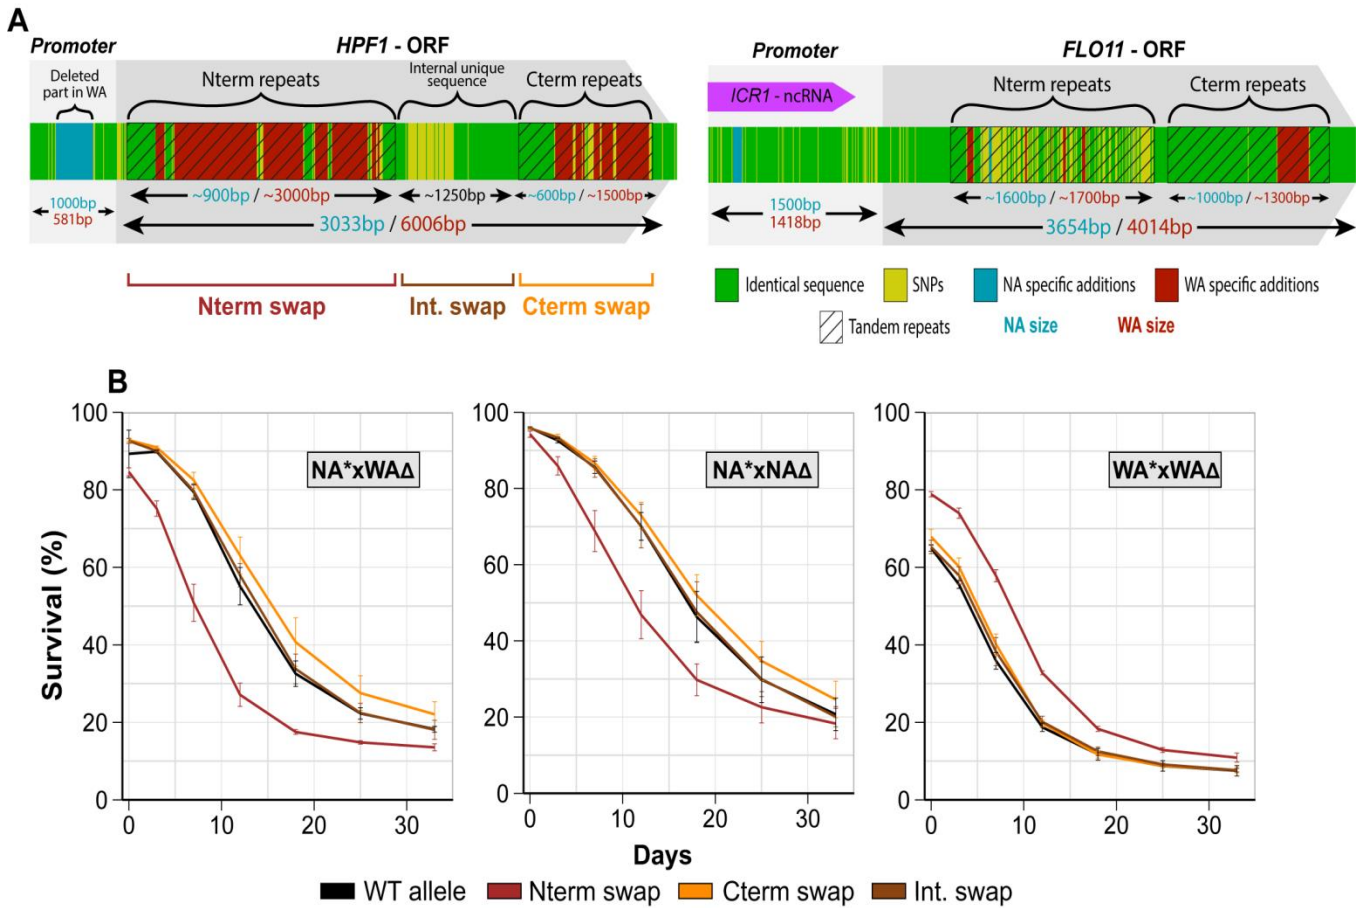 A
Promoter
HPF1 - ORF
Deleted
part in WA
Nterm repeats
Internal unique
sequence
Cterm repeats
1000bp
581bp
~900bp / ~3000bp
~1250bp
~600bp / ~1500bp
3033bp / 6006bp
Nterm swap
Int. swap
Cterm swap
Promoter
FLO11 - ORF
ICR1 - ncRNA
Nterm repeats
Cterm repeats
1500bp
1418bp
~1600bp / ~1700bp
~1000bp / ~1300bp
3654bp / 4014bp
Identical sequence
SNPs
NA specific additions
WA specific additions
Tandem repeats
NA size
WA size
B
Survival (%)
100
80
60
40
20
0
0 10 20 30
NA*xWAΔ
100
80
60
40
20
0
0 10 20 30
NA*xNAΔ
100
80
60
40
20
0
0 10 20 30
WA*xWAΔ
Days
WT allele
Nterm swap
Cterm swap
Int. swap